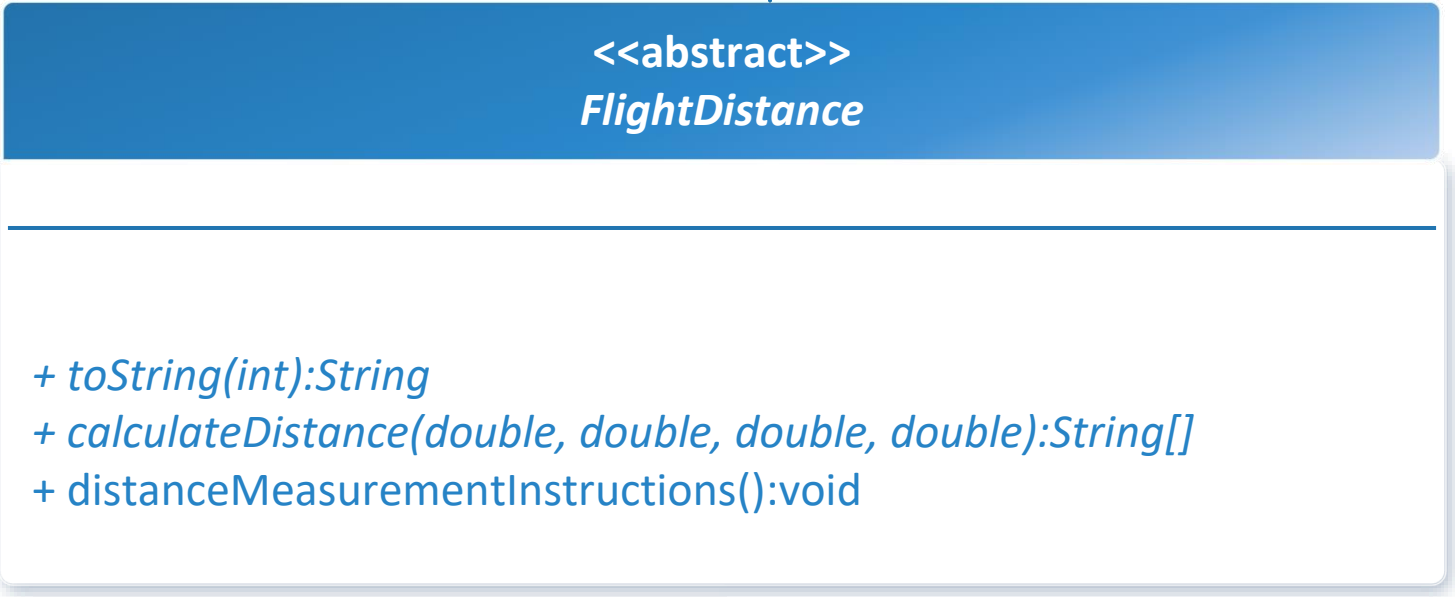 <<abstract>>
FlightDistance
+ toString(int):String
+ calculateDistance(double, double, double, double):String[]
+ distanceMeasurementInstructions():void